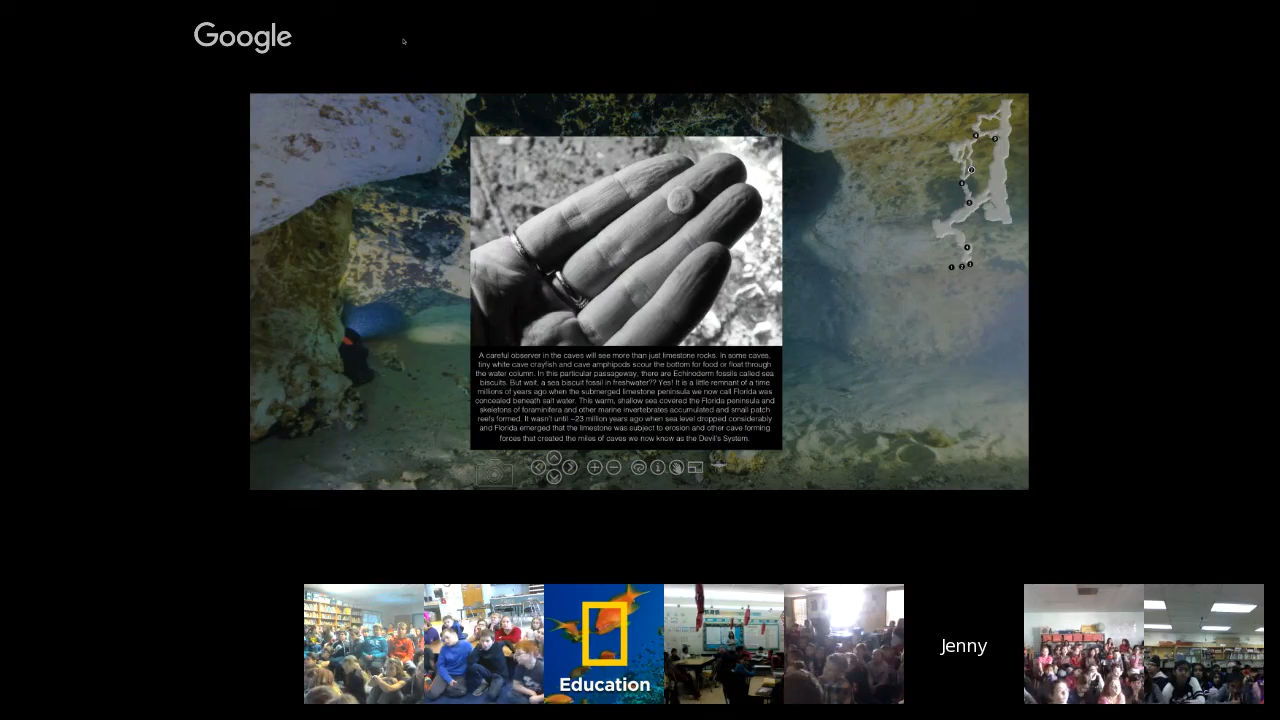 Google
A careful observer in the caves will see more than just limestone rocks. In some caves,
tiny white cave crayfish and cave amphipods scour the bottom for food or float through
the water column. In this particular passageway, there are Echinoderm fossils called sea
biscuits. But wait, a sea biscuit fossil in freshwater?? Yes! It is a little remnant of a time
millions of years ago when the submerged limestone peninsula we now call Florida was
concealed beneath salt water. This warm, shallow sea covered the Florida peninsula and
skeletons of foraminifera and other marine invertebrates accumulated and small patch
reefs formed. It wasn't until ~23 million years ago when sea level dropped considerably
and Florida emerged that the limestone was subject to erosion and other cave forming
forces that created the miles of caves we now know as the Devil's System.
Education
Jenny